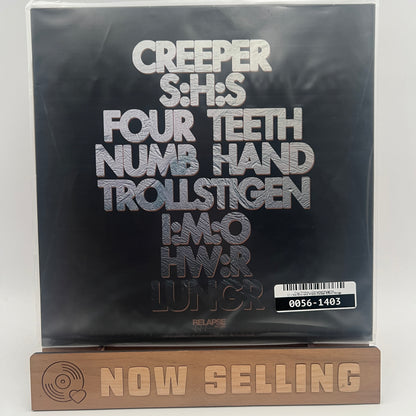 CREEPER
S:H:S
FOUR TEETH
NUMB HAND
TROLLSTIGEN
I:M:O
HW:R
LUNGR
RELAPSE
0056-1403
NOW SELLING